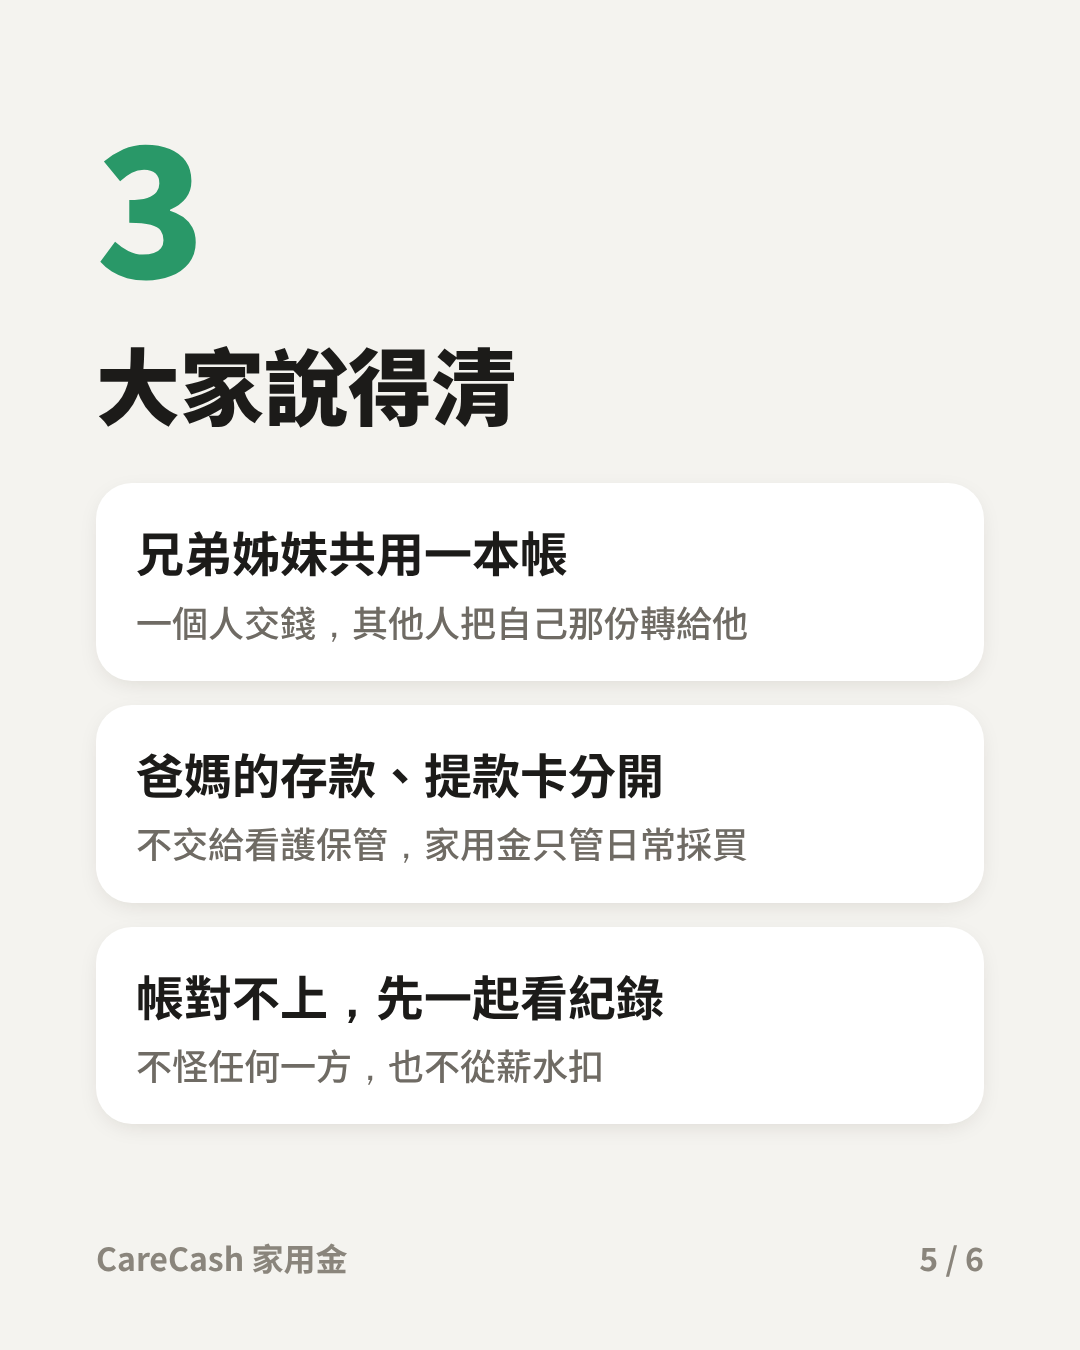 3
大家說得清
兄弟姊妹共用一本帳
一個人交錢，其他人把自己那份轉給他
爸媽的存款、提款卡分開
不交給看護保管，家用金只管日常採買
帳對不上，先一起看紀錄
不怪任何一方，也不從薪水扣
CareCash 家用金
5 / 6